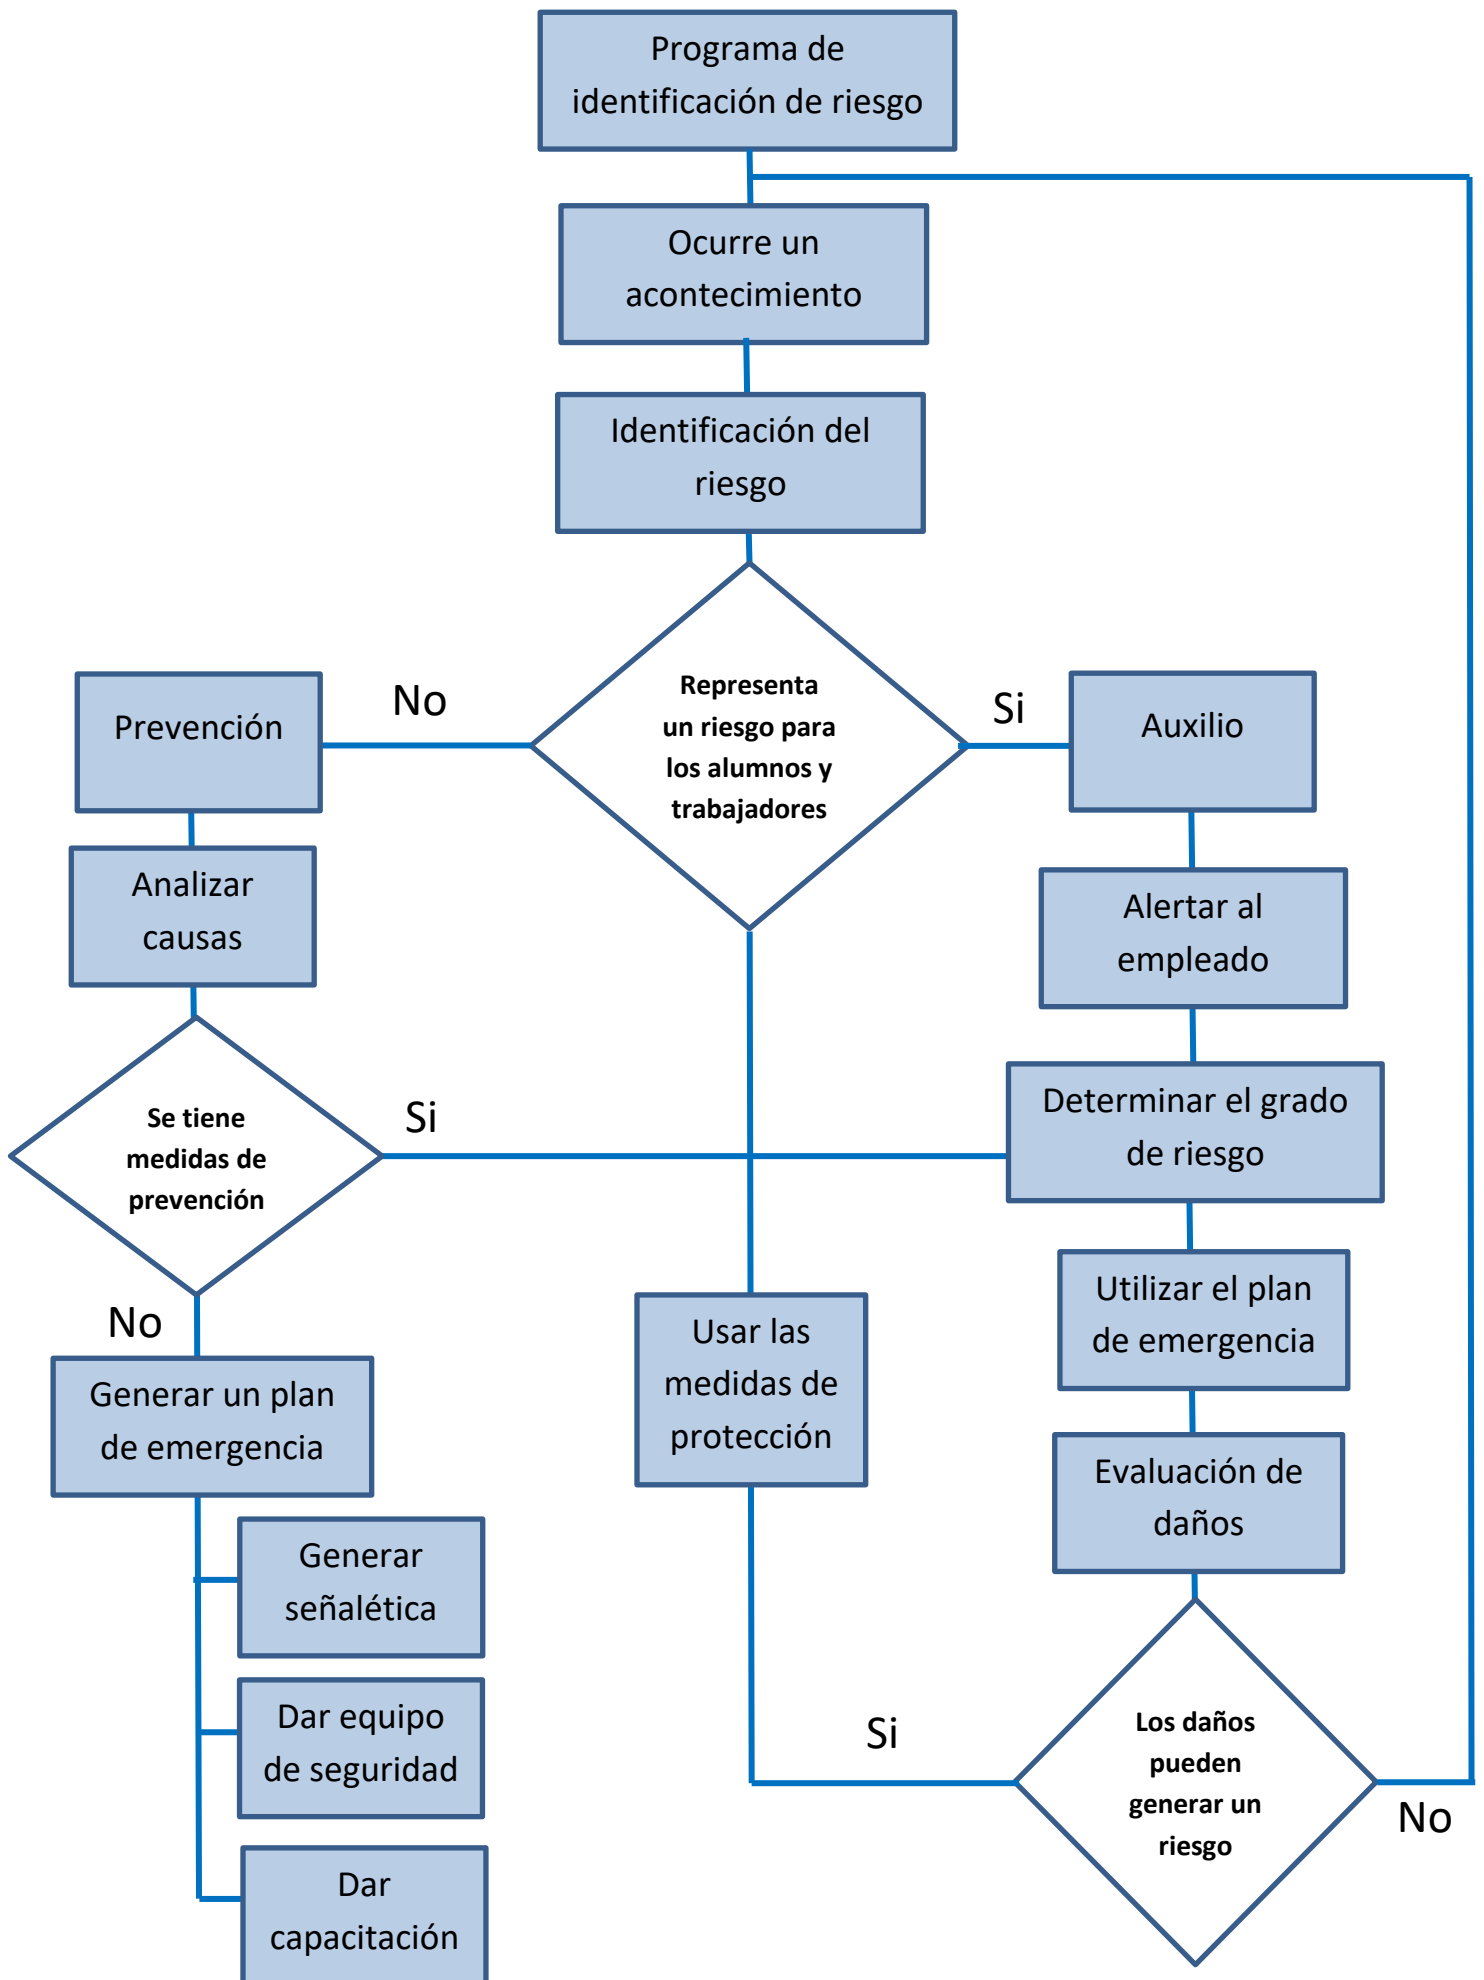 Programa de
identificación de riesgo
Ocurre un
acontecimiento
Identificación del
riesgo
Representa
un riesgo para
los alumnos y
trabajadores
No
Si
Prevención
Auxilio
Analizar
causas
Alertar al
empleado
Se tiene
medidas de
prevención
Si
Determinar el grado
de riesgo
No
Utilizar el plan
de emergencia
Usar las
medidas de
protección
Generar un plan
de emergencia
Evaluación de
daños
Generar
señalética
Dar equipo
de seguridad
Dar
capacitación
Los daños
pueden
generar un
riesgo
Si
No